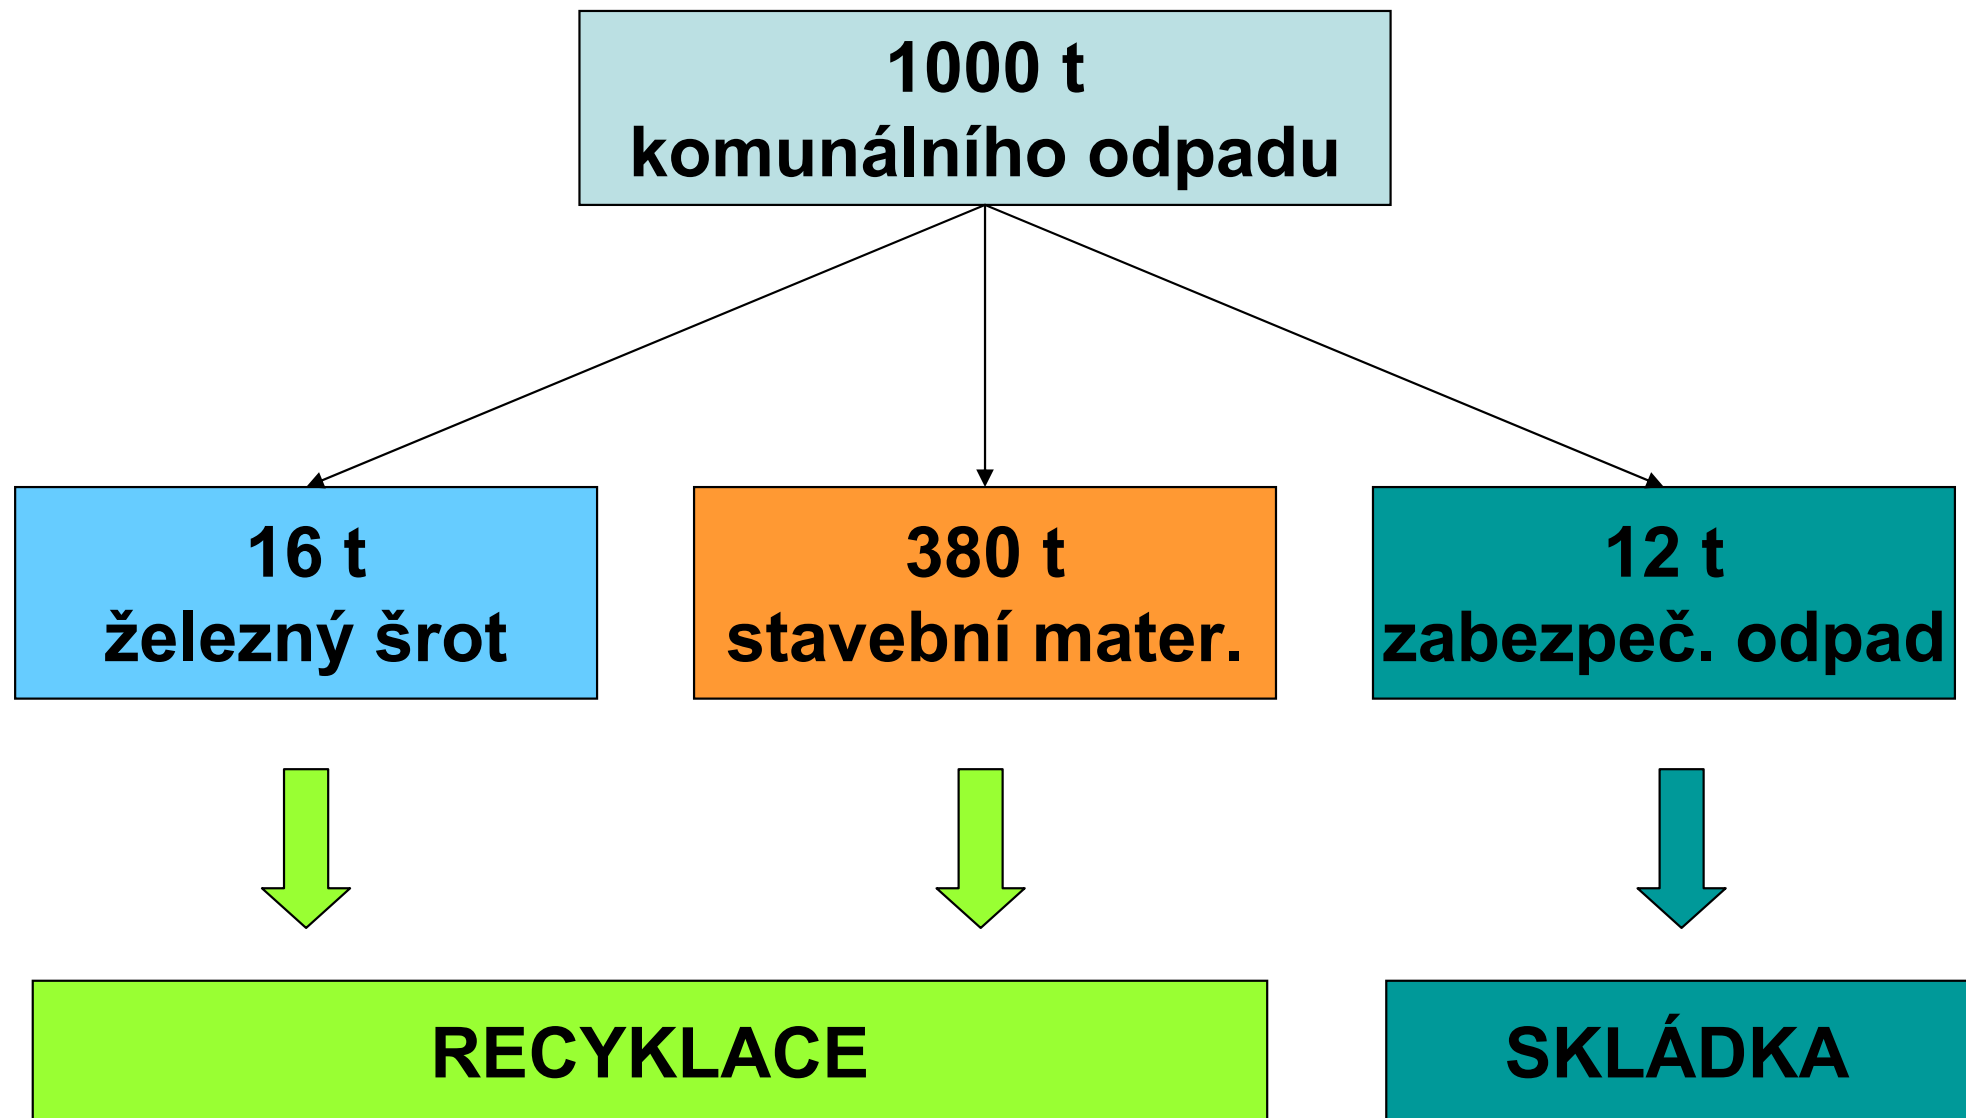 1000 t
komunálního odpadu
16 t
železný šrot
380 t
stavební mater.
12 t
zabezpeč. odpad
RECYKLACE
SKLÁDKA